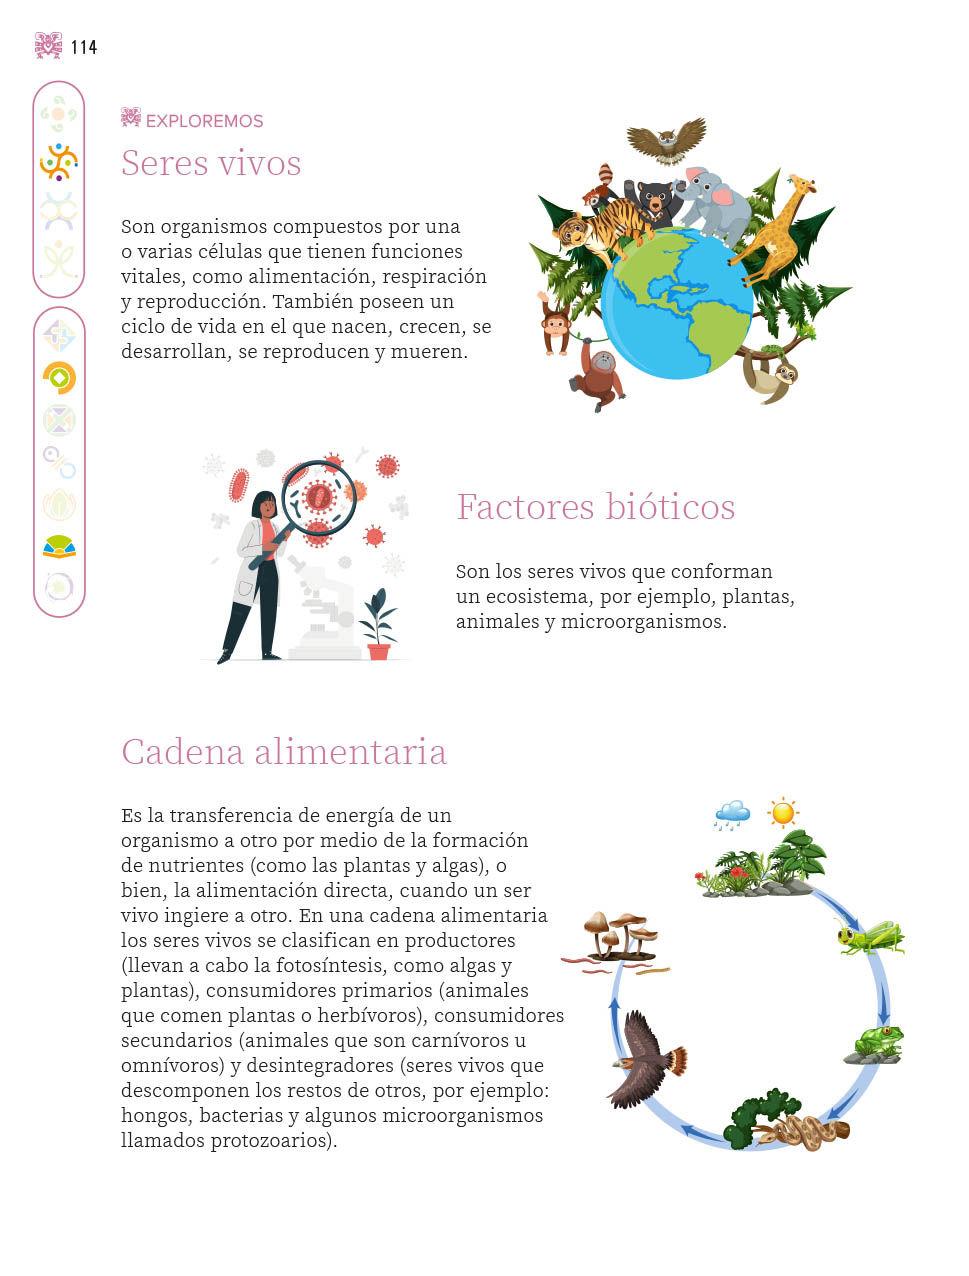 114
EXPLOREMOS
Seres vivos
Son organismos compuestos por una
o varias células que tienen funciones
vitales, como alimentación, respiración
y reproducción. También poseen un
ciclo de vida en el que nacen, crecen, se
desarrollan, se reproducen y mueren.
Factores bióticos
Son los seres vivos que conforman
un ecosistema, por ejemplo, plantas,
animales y microorganismos.
Cadena alimentaria
Es la transferencia de energía de un
organismo a otro por medio de la formación
de nutrientes (como las plantas y algas), o
bien, la alimentación directa, cuando un ser
vivo ingiere a otro. En una cadena alimentaria
los seres vivos se clasifican en productores
(llevan a cabo la fotosíntesis, como algas y
plantas), consumidores primarios (animales
que comen plantas o herbívoros), consumidores
secundarios (animales que son carnívoros u
omnívoros) y desintegradores (seres vivos que
descomponen los restos de otros, por ejemplo:
hongos, bacterias y algunos microorganismos
llamados protozoarios).